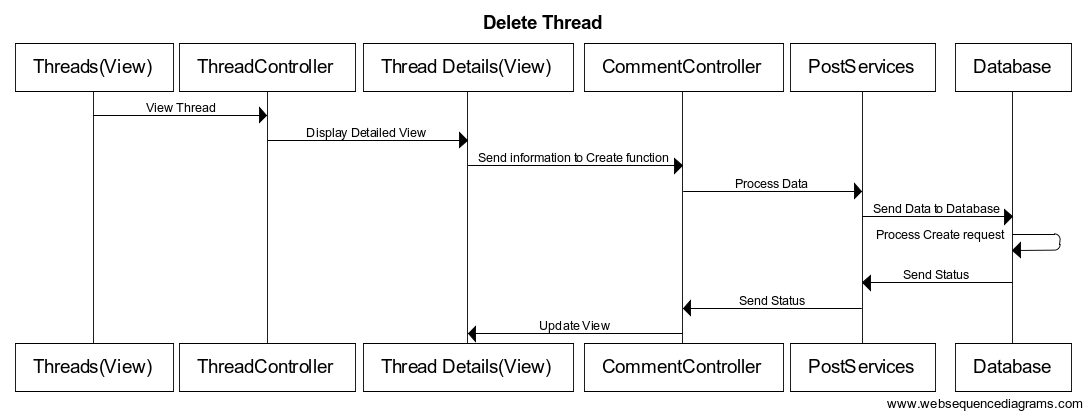 Delete Thread
Threads(View) ThreadController Thread Details(View) CommentController PostServices Database
View Thread
Display Detailed View
Send information to Create function
Process Data
Send Data to Database
Process Create request
Send Status
Send Status
Update View
Threads(View) ThreadController Thread Details(View) CommentController PostServices Database
www.websequencediagrams.com